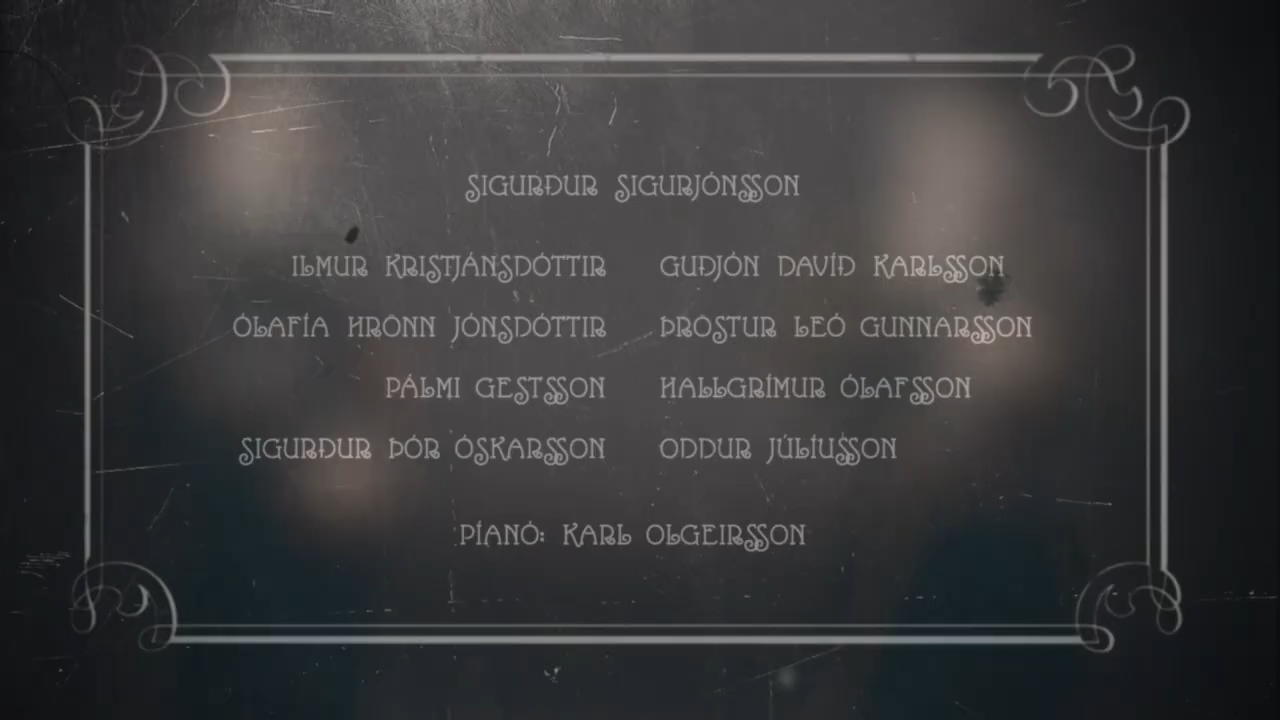 SIGURÐUR SIGURJÓNSSON
ILMUR KRISTJÁNSDÓTTIR GUÐJÓN DAVÍÐ KARLSSON
ÓLAFÍA HRÖNN JÓNSDÓTTIR ÞRÖSTUR LEÓ GUNNARSSON
PÁLMI GESTSSON HALLGRÍMUR ÓLAFSSON
SIGURÐUR ÞÓR ÓSKARSSON ODDUR JÚLÍUSSON
PÍANÓ: KARL OLGEIRSSON